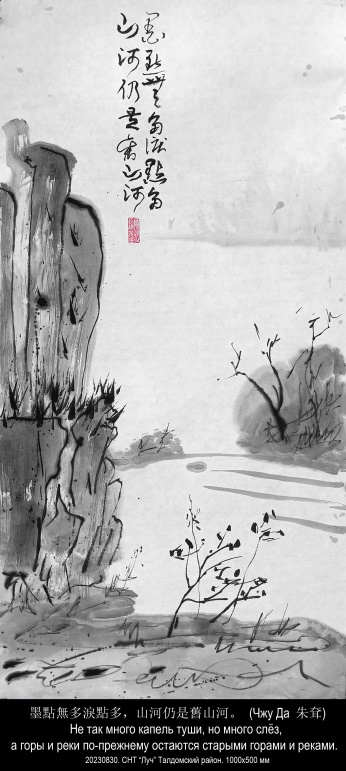 墨點無多淚點多
山河仍是舊山河
墨點無多淚點多，山河仍是舊山河。 (Чжу Да 朱耷)
Не так много капель туши, но много слёз,
а горы и реки по-прежнему остаются старыми горами и реками.
20230830. СНТ "Луч" Талдомский район. 1000x500 мм